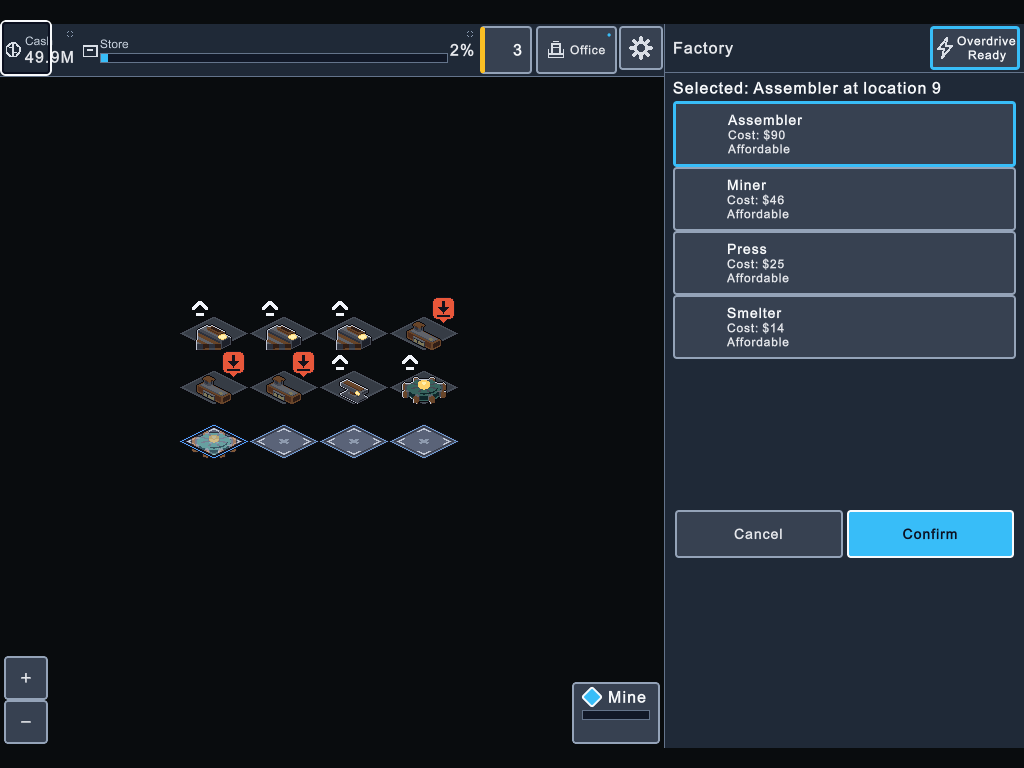 Cash
49.9M
Store
2%
3
Office
Factory
Overdrive
Ready
Selected: Assembler at location 9
Assembler
Cost: $90
Affordable
Miner
Cost: $46
Affordable
Press
Cost: $25
Affordable
Smelter
Cost: $14
Affordable
Cancel
Confirm
+
−
Mine